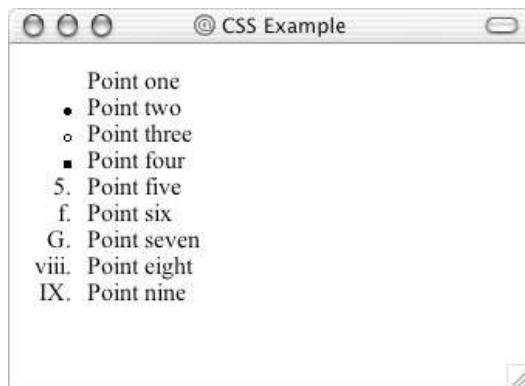 CSS Example
Point one
• Point two
◦ Point three
▪ Point four
5. Point five
f. Point six
G. Point seven
viii. Point eight
IX. Point nine